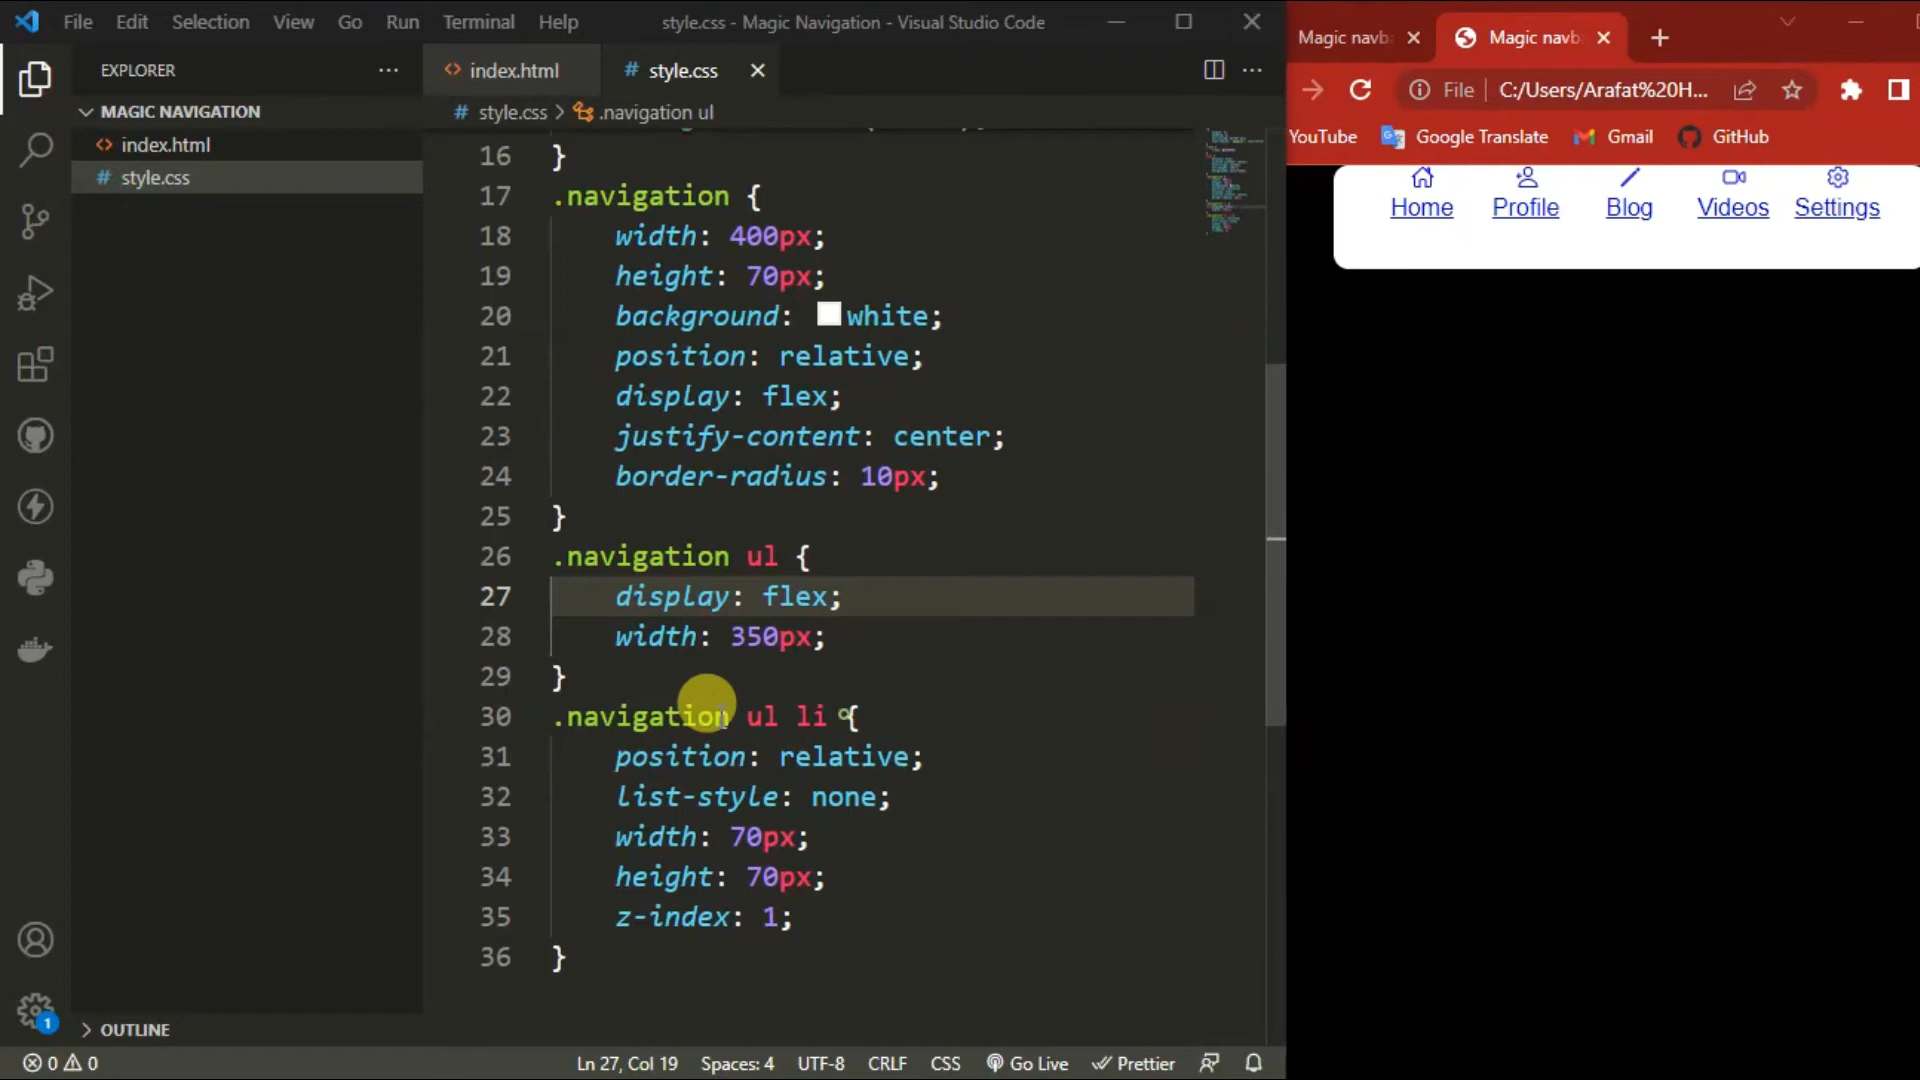 File Edit Selection View Go Run Terminal Help style.css - Magic Navigation - Visual Studio Code
EXPLORER
MAGIC NAVIGATION
index.html
# style.css
OUTLINE
index.html # style.css
# style.css > .navigation ul
16 }
17 .navigation {
18 width: 400px;
19 height: 70px;
20 background: white;
21 position: relative;
22 display: flex;
23 justify-content: center;
24 border-radius: 10px;
25 }
26 .navigation ul {
27 display: flex;
28 width: 350px;
29 }
30 .navigation ul li {
31 position: relative;
32 list-style: none;
33 width: 70px;
34 height: 70px;
35 z-index: 1;
36 }
1
0 0 Ln 27, Col 19 Spaces: 4 UTF-8 CRLF CSS Go Live Prettier
Magic navb Magic navb
File C:/Users/Arafat%20H...
YouTube Google Translate Gmail GitHub
Home Profile Blog Videos Settings